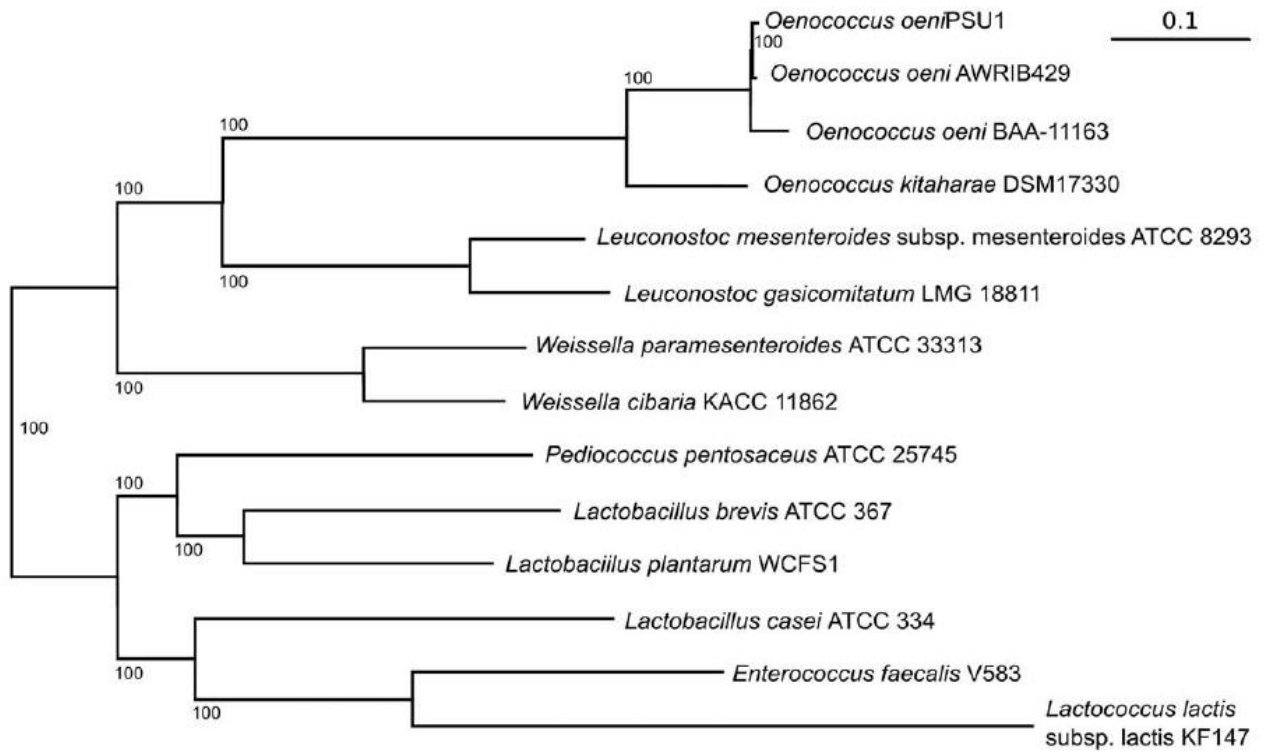 Oenococcus oeniPSU1
0.1
100
Oenococcus oeni AWRIB429
100
Oenococcus oeni BAA-11163
100
Oenococcus kitaharae DSM17330
100
Leuconostoc mesenteroides subsp. mesenteroides ATCC 8293
100
Leuconostoc gasicomitatum LMG 18811
Weissella paramesenteroides ATCC 33313
100
Weissella cibaria KACC 11862
100
Pediococcus pentosaceus ATCC 25745
100
Lactobacillus brevis ATCC 367
100
Lactobaciilus plantarum WCFS1
Lactobacillus casei ATCC 334
100
Enterococcus faecalis V583
100
Lactococcus lactis
subsp. lactis KF147